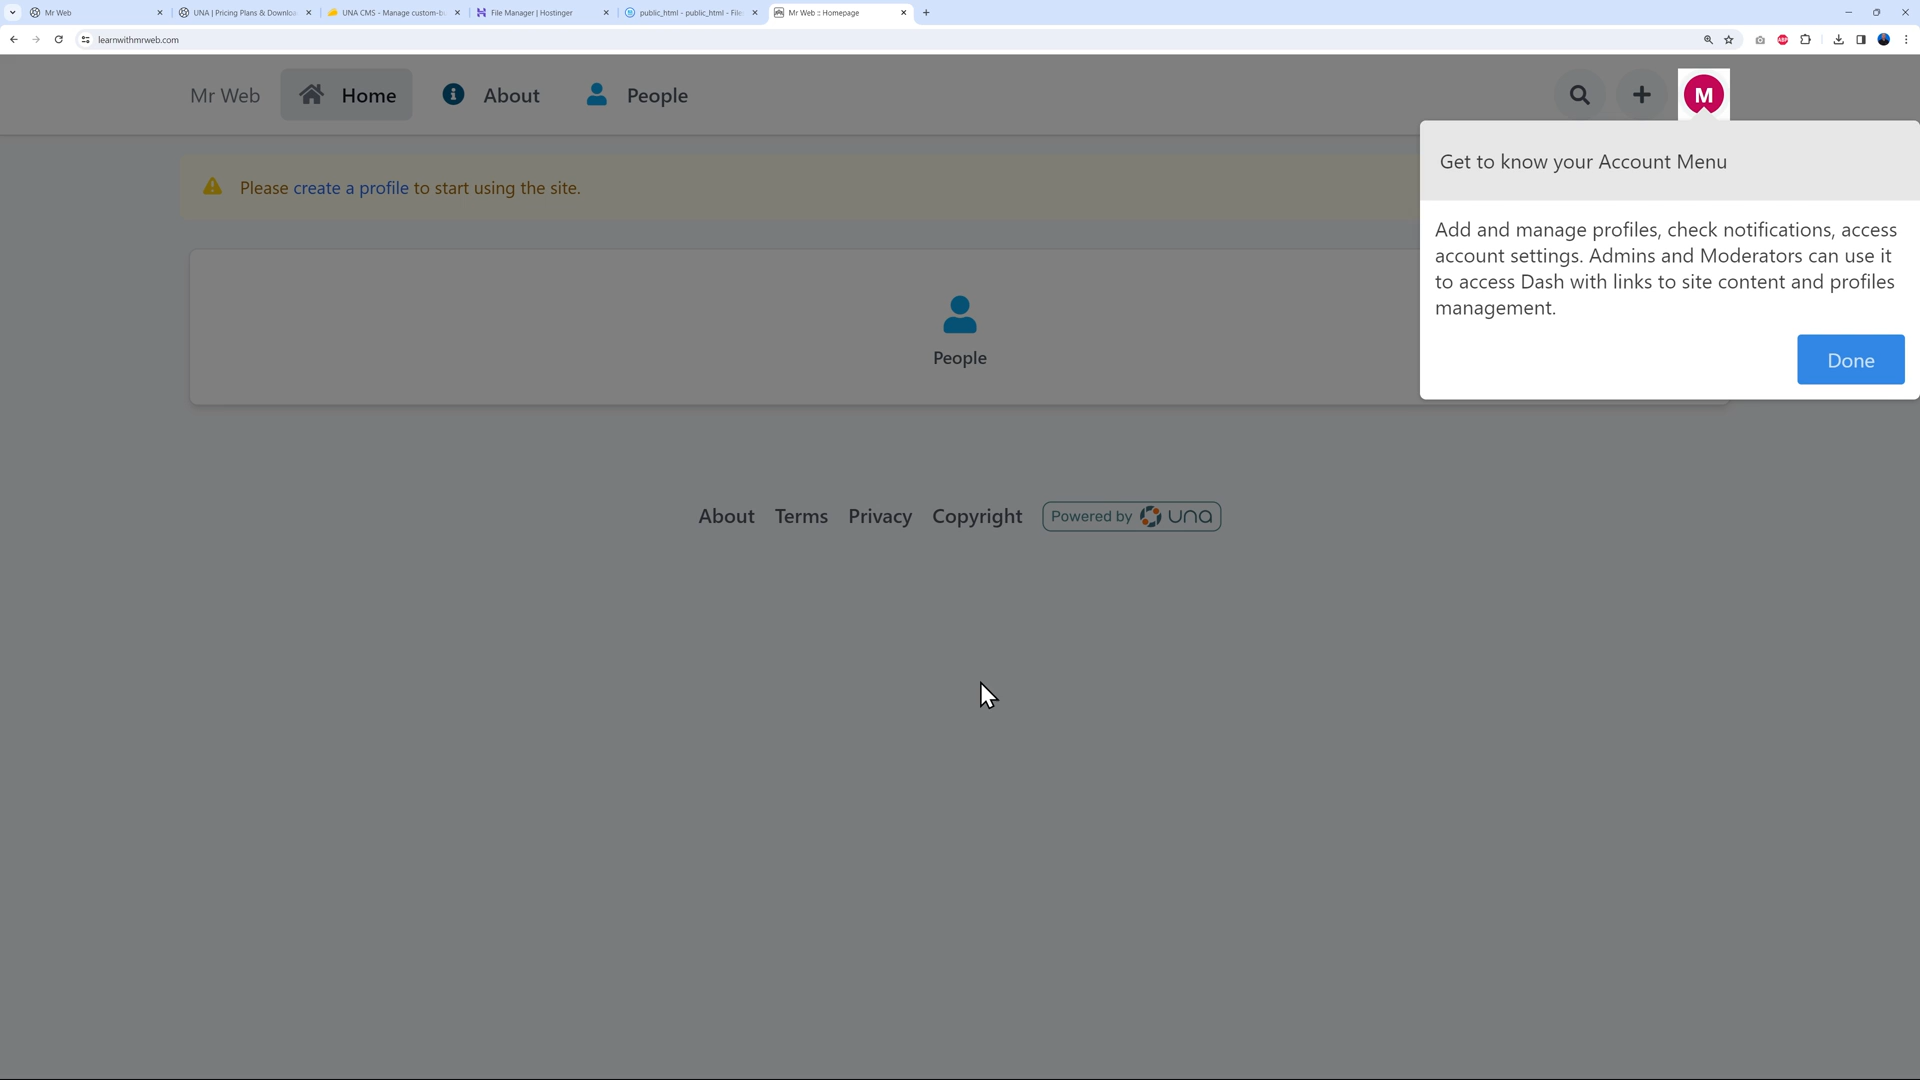 Mr Web
UNA | Pricing Plans & Downloa
UNA CMS - Manage custom-bu
File Manager | Hostinger
public_html - public_html - File
Mr Web :: Homepage
learnwithmrweb.com
ABP
Mr Web
Home
About
People
M
Get to know your Account Menu
Please create a profile to start using the site.
Add and manage profiles, check notifications, access
account settings. Admins and Moderators can use it
to access Dash with links to site content and profiles
management.
Done
People
About
Terms
Privacy
Copyright
Powered by una